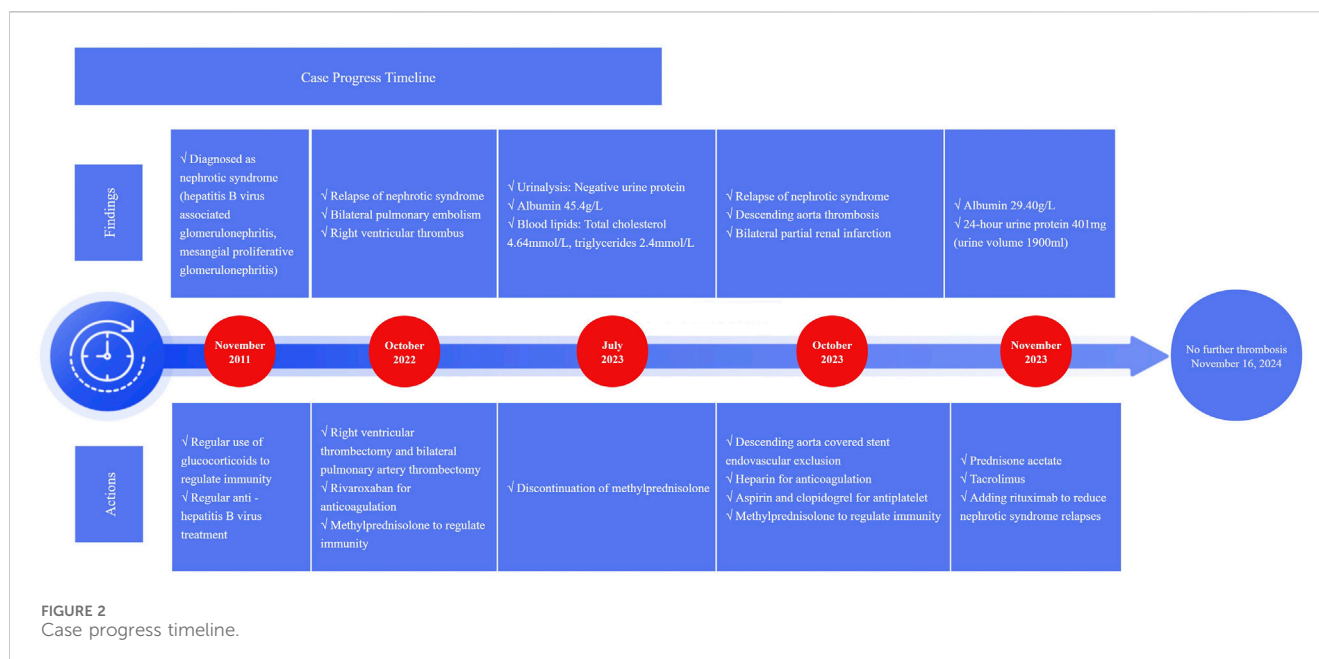 Case Progress Timeline
Findings
√ Diagnosed as
nephrotic syndrome
(hepatitis B virus
associated
glomerulonephritis,
mesangial proliferative
glomerulonephritis)
√ Relapse of nephrotic syndrome
√ Bilateral pulmonary embolism
√ Right ventricular thrombus
√ Urinalysis: Negative urine protein
√ Albumin 45.4g/L
√ Blood lipids: Total cholesterol
4.64mmol/L, triglycerides 2.4mmol/L
√ Relapse of nephrotic syndrome
√ Descending aorta thrombosis
√ Bilateral partial renal infarction
√ Albumin 29.40g/L
√ 24-hour urine protein 401mg
(urine volume 1900ml)
November
2011
October
2022
July
2023
October
2023
November
2023
No further thrombosis
November 16, 2024
Actions
√ Regular use of
glucocorticoids to
regulate immunity
√ Regular anti -
hepatitis B virus
treatment
√ Right ventricular
thrombectomy and bilateral
pulmonary artery thrombectomy
√ Rivaroxaban for
anticoagulation
√ Methylprednisolone to regulate
immunity
√ Discontinuation of methylprednisolone
√ Descending aorta covered stent
endovascular exclusion
√ Heparin for anticoagulation
√ Aspirin and clopidogrel for antiplatelet
√ Methylprednisolone to regulate immunity
√ Prednisone acetate
√ Tacrolimus
√ Adding rituximab to reduce
nephrotic syndrome relapses
FIGURE 2
Case progress timeline.